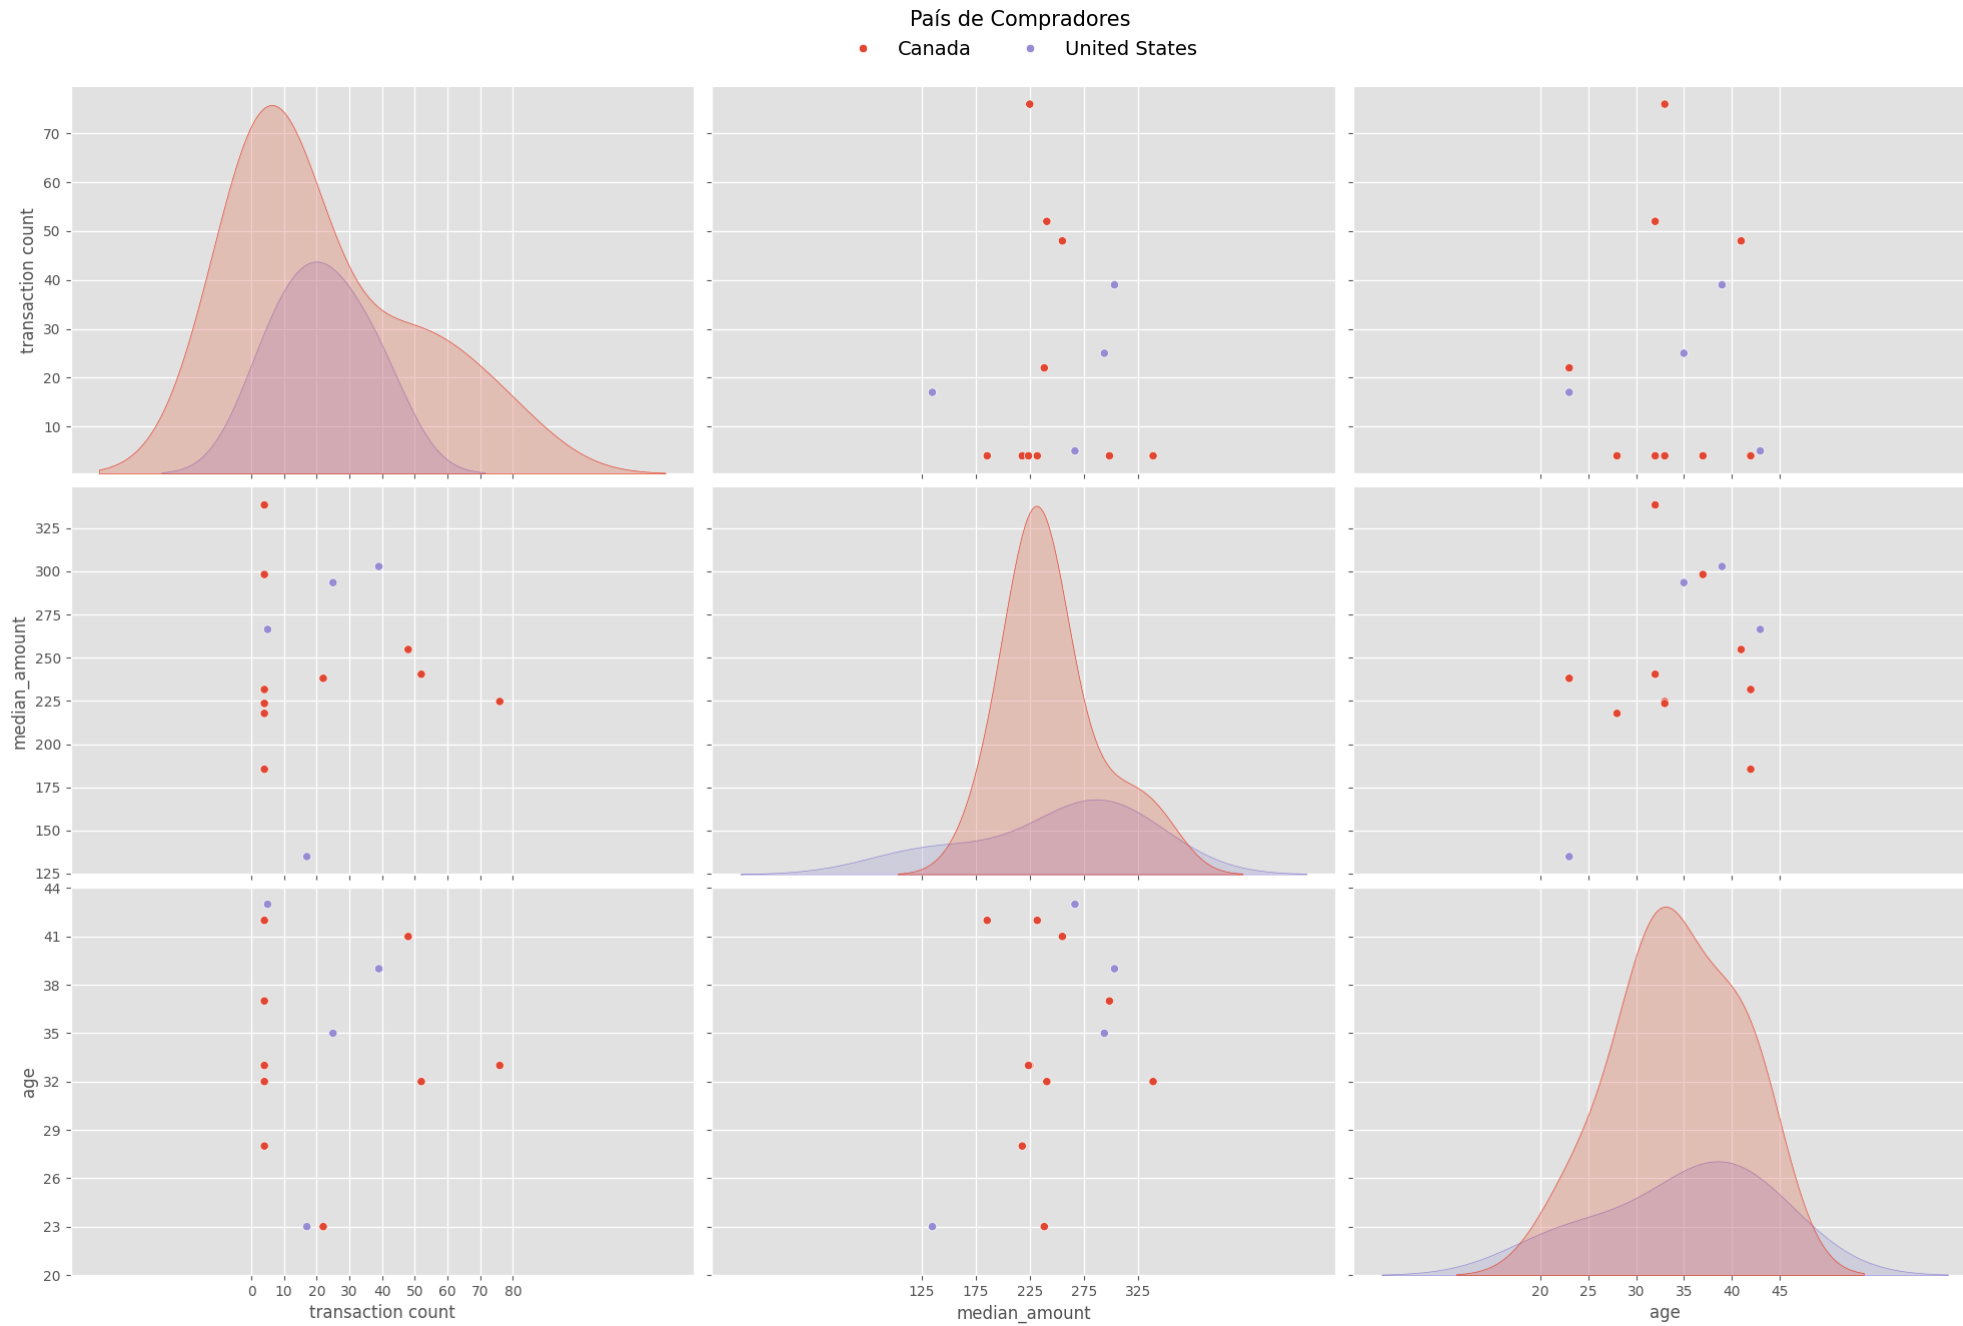 País de Compradores
Canada United States
transaction count
70
60
50
40
30
20
10
median_amount
325
300
275
250
225
200
175
150
125
age
44
41
38
35
32
29
26
23
20
0 10 20 30 40 50 60 70 80
transaction count
125 175 225 275 325
median_amount
20 25 30 35 40 45
age